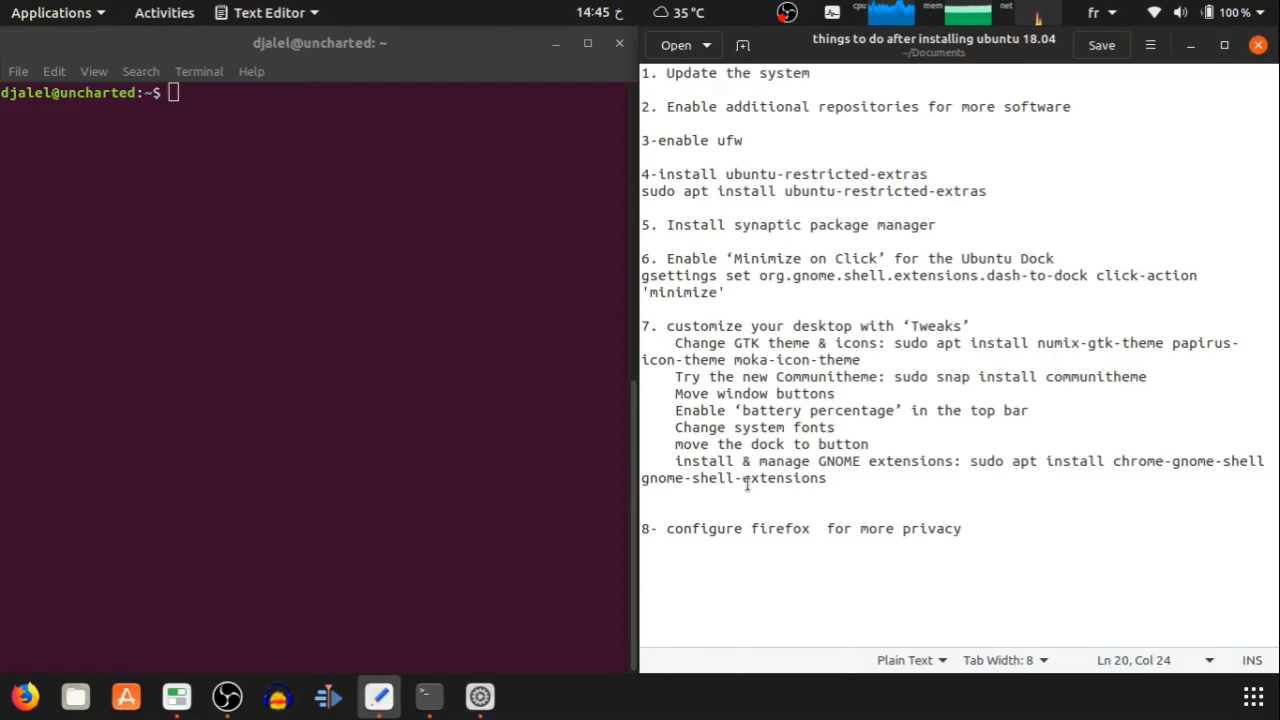 Applications Activities Text Editor 14:45 خ 35 °C cpu mem net fr 100 %
djalel@uncharted: ~
File Edit View Search Terminal Help
djalel@uncharted:~$
Open things to do after installing ubuntu 18.04 Save
~/Documents
1. Update the system
2. Enable additional repositories for more software
3-enable ufw
4-install ubuntu-restricted-extras
sudo apt install ubuntu-restricted-extras
5. Install synaptic package manager
6. Enable ‘Minimize on Click’ for the Ubuntu Dock
gsettings set org.gnome.shell.extensions.dash-to-dock click-action
'minimize'
7. customize your desktop with ‘Tweaks’
Change GTK theme & icons: sudo apt install numix-gtk-theme papirus-
icon-theme moka-icon-theme
Try the new Communitheme: sudo snap install communitheme
Move window buttons
Enable ‘battery percentage’ in the top bar
Change system fonts
move the dock to button
install & manage GNOME extensions: sudo apt install chrome-gnome-shell
gnome-shell-extensions
8- configure firefox  for more privacy
Plain Text Tab Width: 8 Ln 20, Col 24 INS